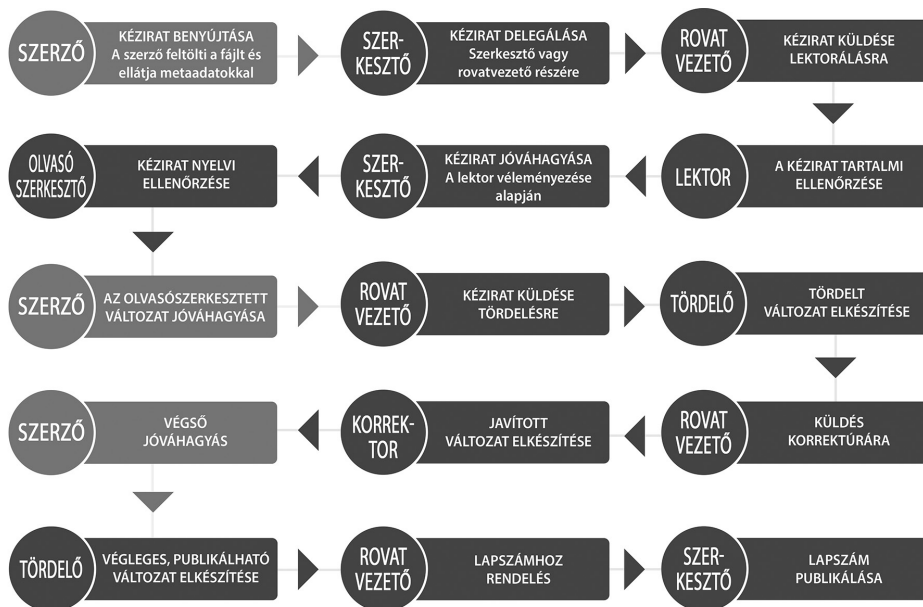 SZERZŐ
KÉZIRAT BENYÚJTÁSA
A szerző feltölti a fájlt és
ellátja metaadatokkal
SZER-
KESZTŐ
KÉZIRAT DELEGÁLÁSA
Szerkesztő vagy
rovatvezető részére
ROVAT
VEZETŐ
KÉZIRAT KÜLDÉSE
LEKTORÁLÁSRA
LEKTOR
A KÉZIRAT TARTALMI
ELLENŐRZÉSE
SZER-
KESZTŐ
KÉZIRAT JÓVÁHAGYÁSA
A lektor véleményezése
alapján
OLVASÓ
SZERKESZTŐ
KÉZIRAT NYELVI
ELLENŐRZÉSE
SZERZŐ
AZ OLVASÓSZERKESZTETT
VÁLTOZAT JÓVÁHAGYÁSA
ROVAT
VEZETŐ
KÉZIRAT KÜLDÉSE
TÖRDELÉSRE
TÖRDELŐ
TÖRDELT
VÁLTOZAT ELKÉSZÍTÉSE
ROVAT
VEZETŐ
KÜLDÉS
KORREKTÚRÁRA
KORREK-
TOR
JAVÍTOTT
VÁLTOZAT ELKÉSZÍTÉSE
SZERZŐ
VÉGSŐ
JÓVÁHAGYÁS
TÖRDELŐ
VÉGLEGES, PUBLIKÁLHATÓ
VÁLTOZAT ELKÉSZÍTÉSE
ROVAT
VEZETŐ
LAPSZÁMHOZ
RENDELÉS
SZER-
KESZTŐ
LAPSZÁM
PUBLIKÁLÁSA